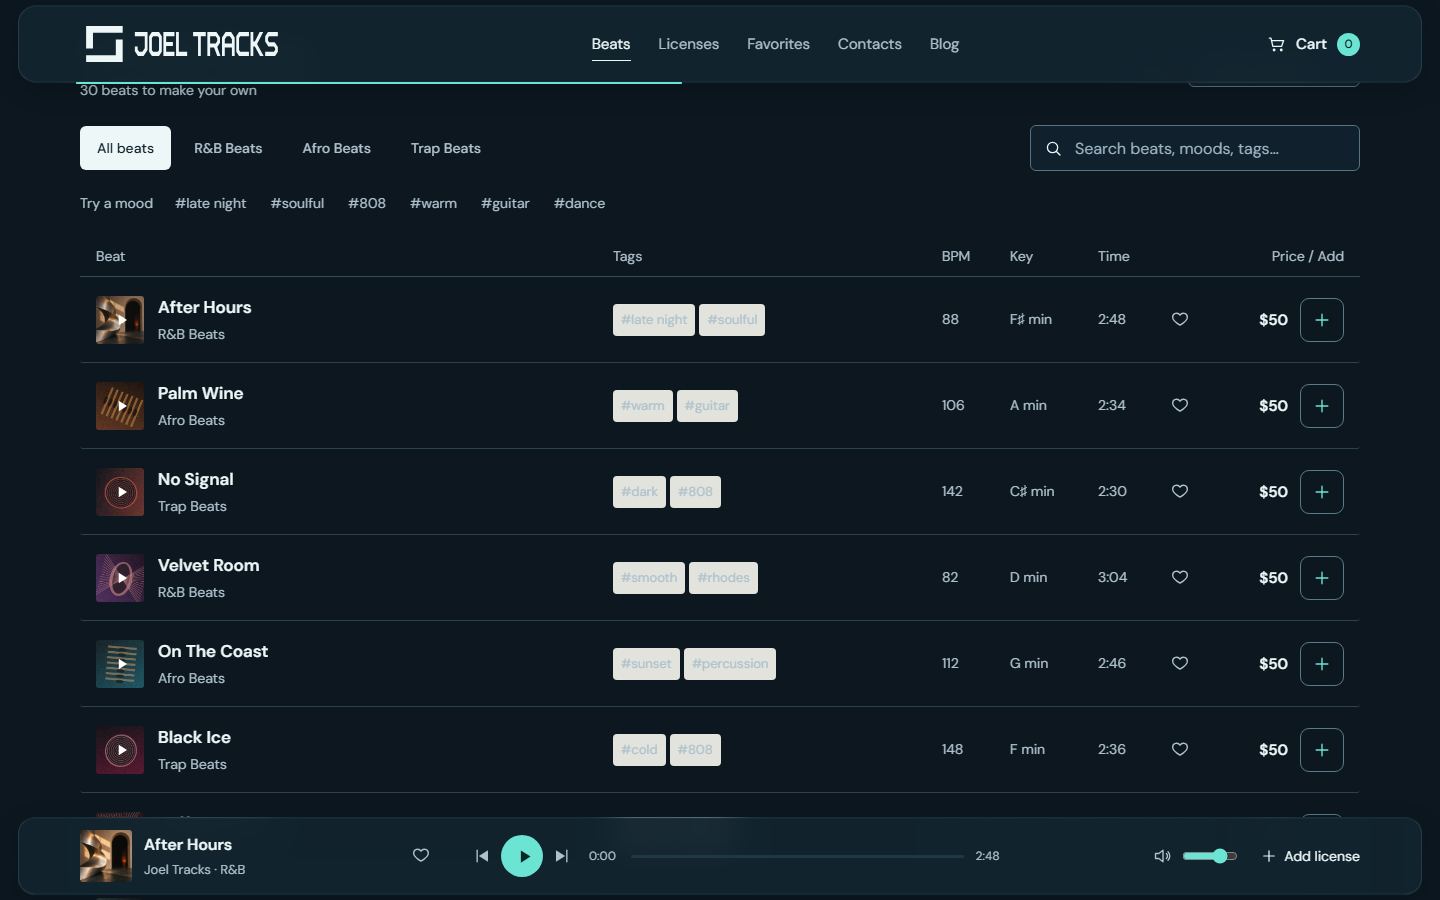 JOEL TRACKS
Beats Licenses Favorites Contacts Blog
Cart 0
30 beats to make your own
All beats R&B Beats Afro Beats Trap Beats
Search beats, moods, tags...
Try a mood #late night #soulful #808 #warm #guitar #dance
Beat Tags BPM Key Time Price / Add
After Hours
R&B Beats
#late night #soulful 88 F♯ min 2:48 $50
Palm Wine
Afro Beats
#warm #guitar 106 A min 2:34 $50
No Signal
Trap Beats
#dark #808 142 C♯ min 2:30 $50
Velvet Room
R&B Beats
#smooth #rhodes 82 D min 3:04 $50
On The Coast
Afro Beats
#sunset #percussion 112 G min 2:46 $50
Black Ice
Trap Beats
#cold #808 148 F min 2:36 $50
After Hours
Joel Tracks · R&B
0:00 2:48
Add license